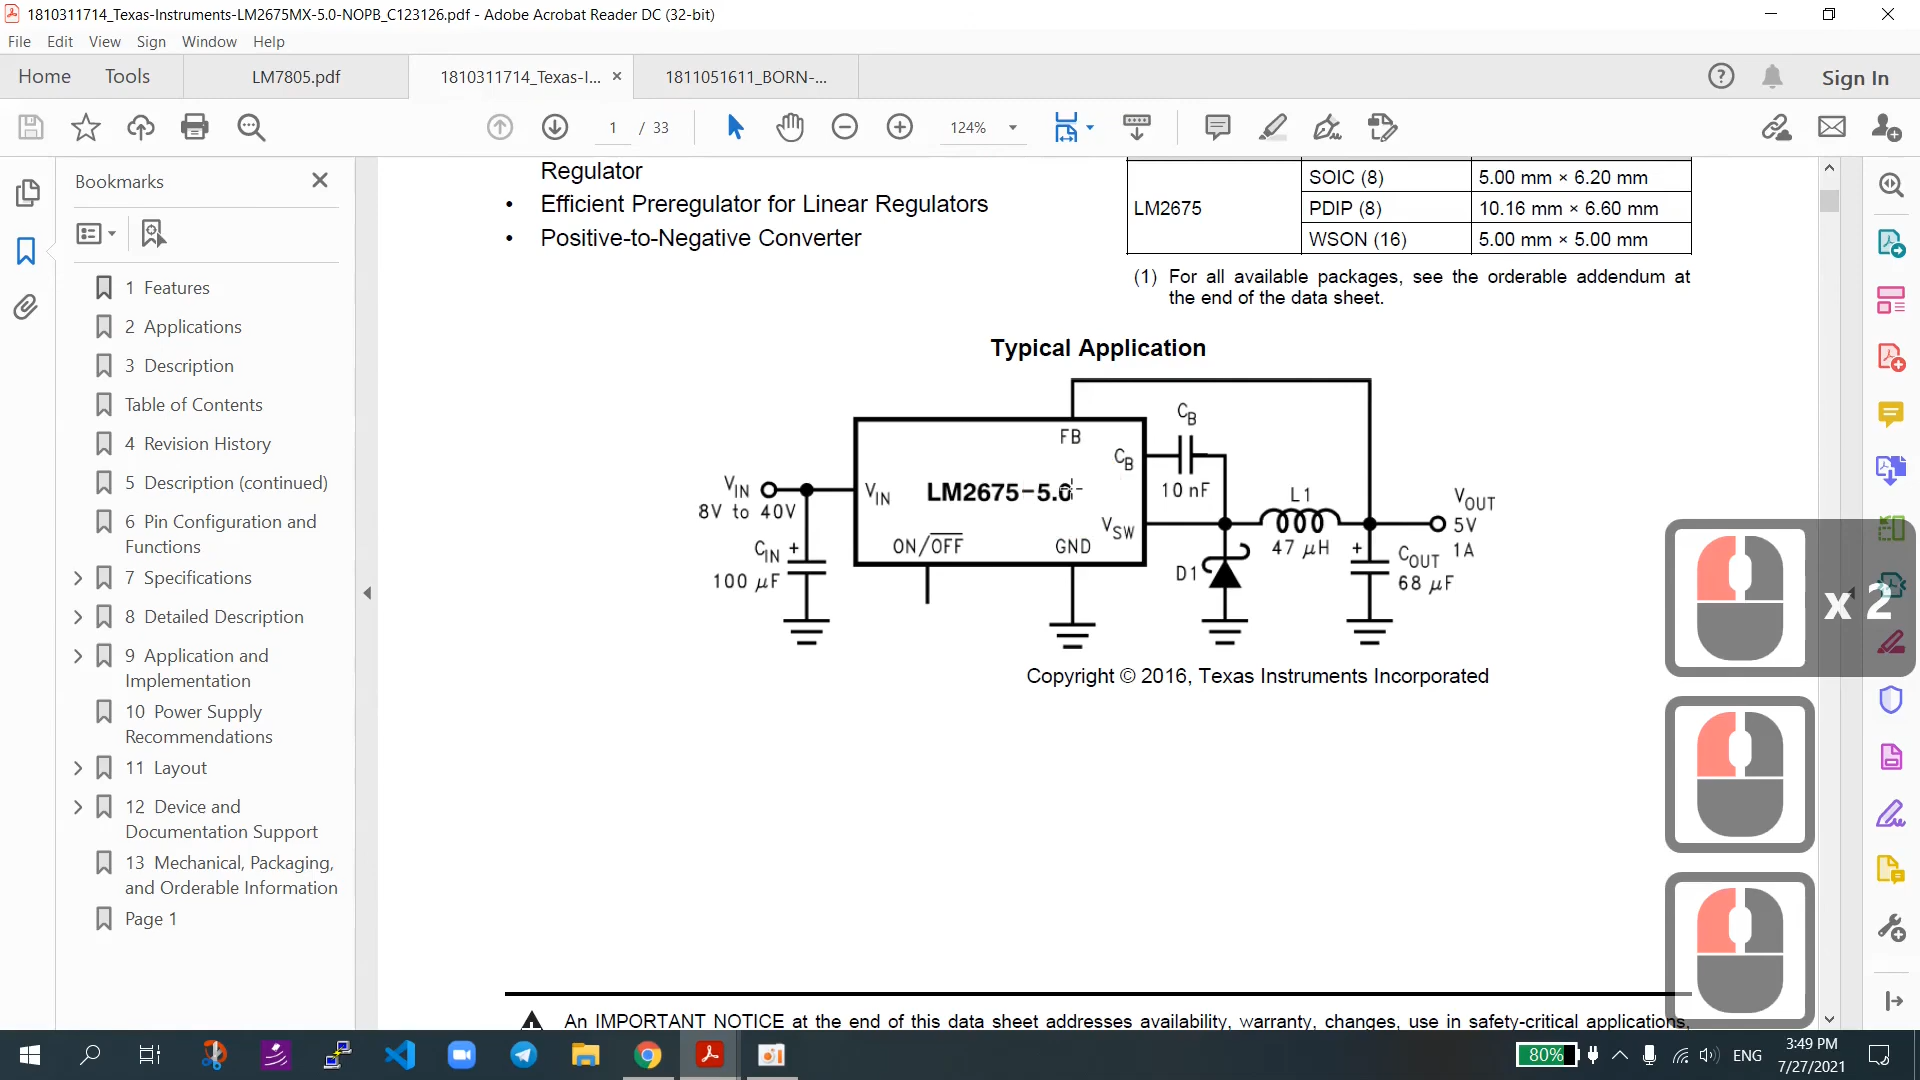 1810311714_Texas-Instruments-LM2675MX-5.0-NOPB_C123126.pdf - Adobe Acrobat Reader DC (32-bit)
File Edit View Sign Window Help
Home Tools LM7805.pdf 1810311714_Texas-I... × 1811051611_BORN-... Sign In
1 / 33 124%
Bookmarks
1 Features
2 Applications
3 Description
Table of Contents
4 Revision History
5 Description (continued)
6 Pin Configuration and
Functions
7 Specifications
8 Detailed Description
9 Application and
Implementation
10 Power Supply
Recommendations
11 Layout
12 Device and
Documentation Support
13 Mechanical, Packaging,
and Orderable Information
Page 1
Regulator
• Efficient Preregulator for Linear Regulators
• Positive-to-Negative Converter
LM2675
SOIC (8) 5.00 mm × 6.20 mm
PDIP (8) 10.16 mm × 6.60 mm
WSON (16) 5.00 mm × 5.00 mm
(1) For all available packages, see the orderable addendum at
the end of the data sheet.
Typical Application
FB
CB
CB
10 nF
VIN
8V to 40V
VIN
LM2675-5.0
VSW
ON/OFF
GND
CIN +
100 µF
D1
L1
47 µH
VOUT
5V
1A
+ COUT
68 µF
Copyright © 2016, Texas Instruments Incorporated
x 2
An IMPORTANT NOTICE at the end of this data sheet addresses availability, warranty, changes, use in safety-critical applications,
80% ENG
3:49 PM
7/27/2021